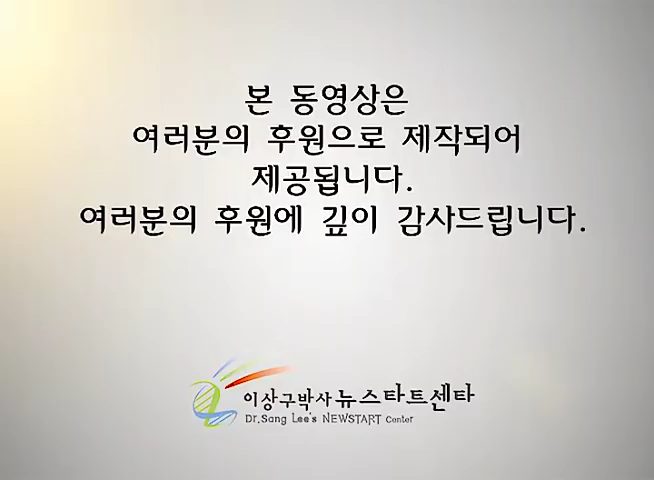 본 동영상은
여러분의 후원으로 제작되어
제공됩니다.
여러분의 후원에 깊이 감사드립니다.
이상구박사 뉴스타트센타
Dr.Sang Lee's NEWSTART Center